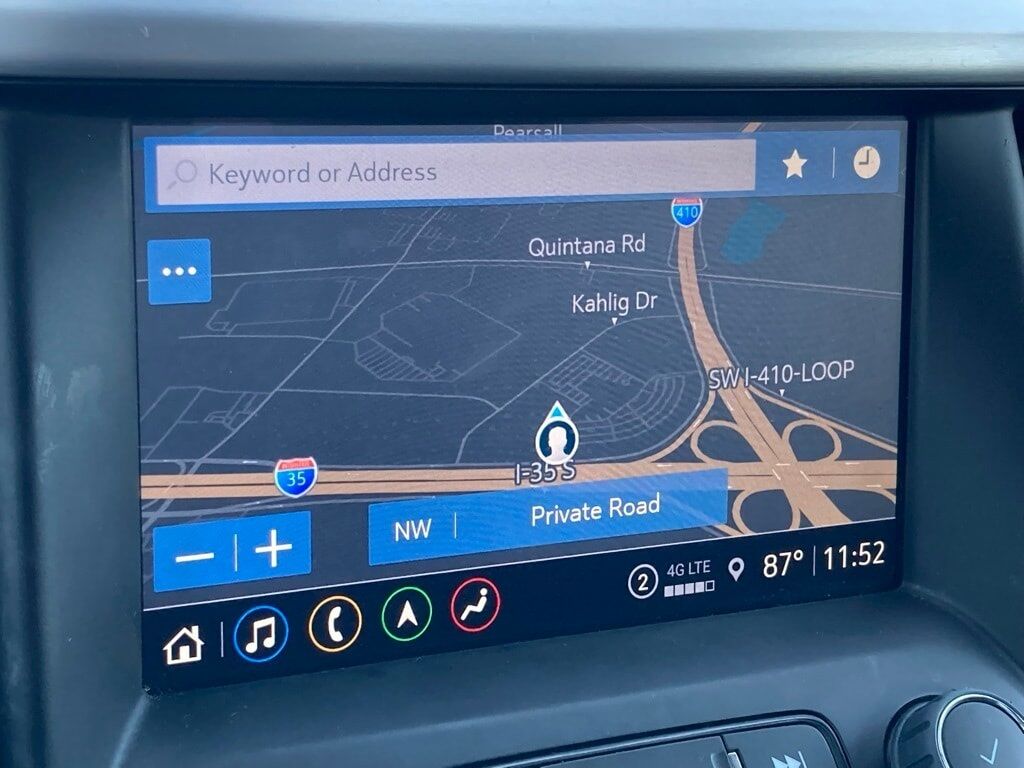 Pearsall
Keyword or Address
410
Quintana Rd
Kahlig Dr
SW I-410-LOOP
35
I-35 S
NW
Private Road
2
4G LTE
87°
11:52